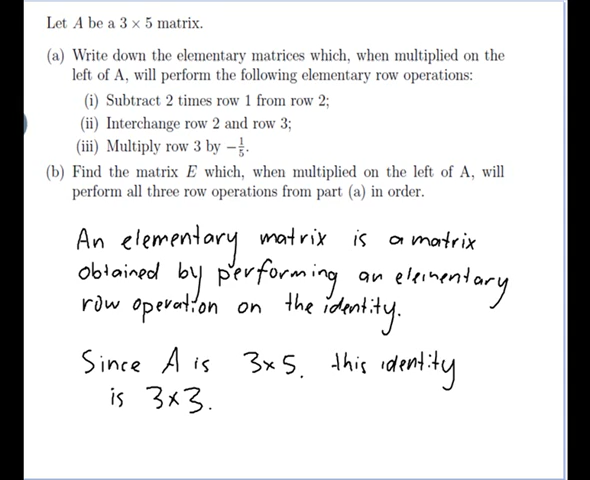 Let A be a 3 × 5 matrix.
(a) Write down the elementary matrices which, when multiplied on the
left of A, will perform the following elementary row operations:
(i) Subtract 2 times row 1 from row 2;
(ii) Interchange row 2 and row 3;
(iii) Multiply row 3 by −1/5.
(b) Find the matrix E which, when multiplied on the left of A, will
perform all three row operations from part (a) in order.
An elementary matrix is a matrix
obtained by performing an elementary
row operation on the identity.
Since A is 3×5, this identity
is 3×3.